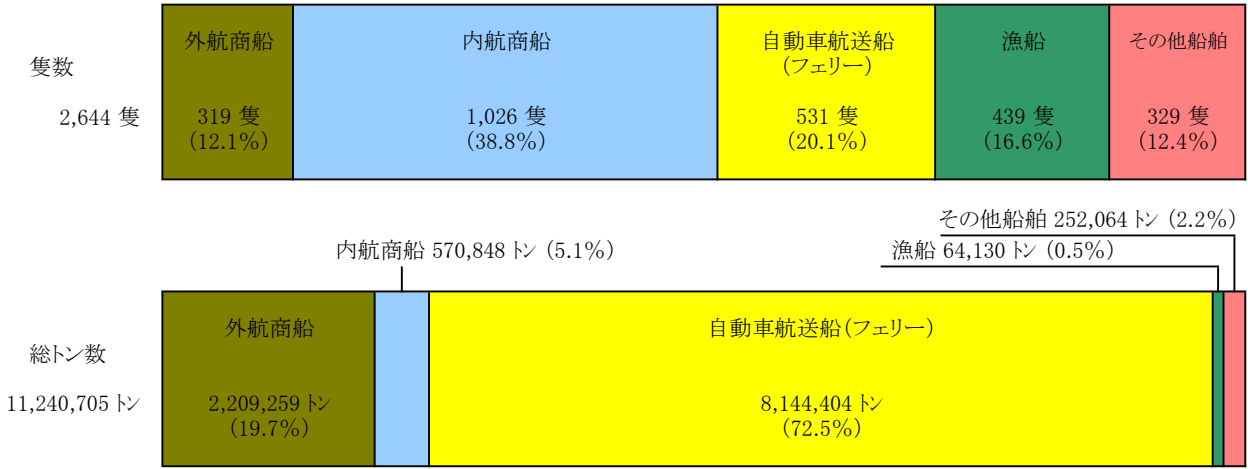 外航商船
内航商船
自動車航送船
(フェリー)
漁船
その他船舶
隻数
2,644 隻
319 隻
(12.1%)
1,026 隻
(38.8%)
531 隻
(20.1%)
439 隻
(16.6%)
329 隻
(12.4%)
その他船舶 252,064 トン (2.2%)
内航商船 570,848 トン (5.1%)
漁船 64,130 トン (0.5%)
外航商船
自動車航送船(フェリー)
総トン数
11,240,705 トン
2,209,259 トン
(19.7%)
8,144,404 トン
(72.5%)